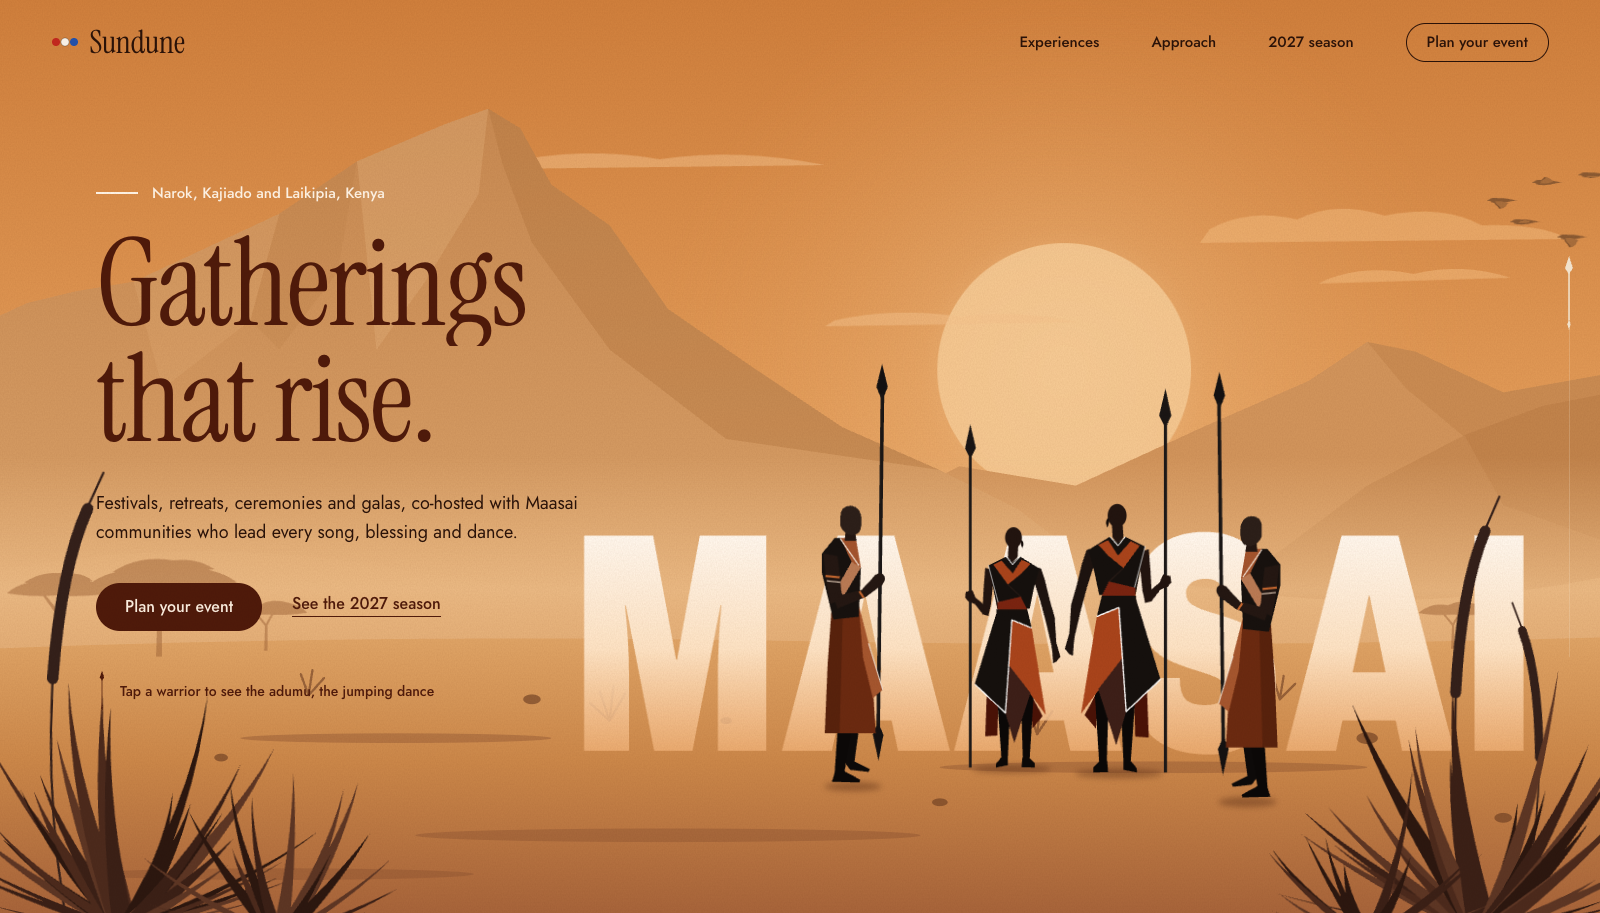 Sundune
Experiences
Approach
2027 season
Plan your event
Narok, Kajiado and Laikipia, Kenya
Gatherings
that rise.
Festivals, retreats, ceremonies and galas, co-hosted with Maasai
communities who lead every song, blessing and dance.
Plan your event
See the 2027 season
Tap a warrior to see the adumu, the jumping dance
MAASAI